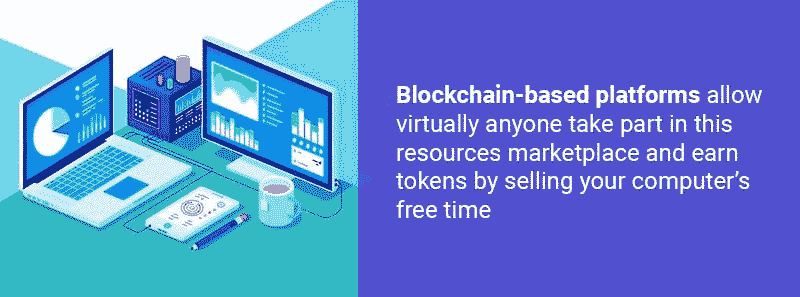 Blockchain-based platforms allow
virtually anyone take part in this
resources marketplace and earn
tokens by selling your computer's
free time